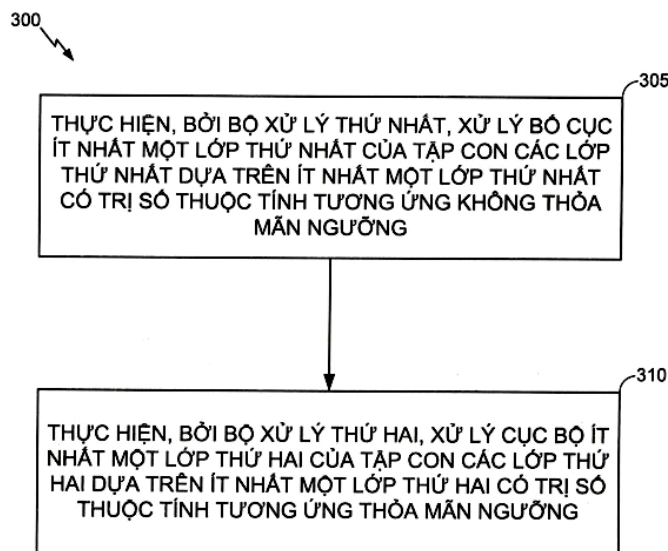 300
305
THỰC HIỆN, BỞI BỘ XỬ LÝ THỨ NHẤT, XỬ LÝ BỐ CỤC
ÍT NHẤT MỘT LỚP THỨ NHẤT CỦA TẬP CON CÁC LỚP
THỨ NHẤT DỰA TRÊN ÍT NHẤT MỘT LỚP THỨ NHẤT
CÓ TRỊ SỐ THUỘC TÍNH TƯƠNG ỨNG KHÔNG THỎA
MÃN NGƯỠNG
310
THỰC HIỆN, BỞI BỘ XỬ LÝ THỨ HAI, XỬ LÝ CỤC BỘ ÍT
NHẤT MỘT LỚP THỨ HAI CỦA TẬP CON CÁC LỚP THỨ
HAI DỰA TRÊN ÍT NHẤT MỘT LỚP THỨ HAI CÓ TRỊ SỐ
THUỘC TÍNH TƯƠNG ỨNG THỎA MÃN NGƯỠNG